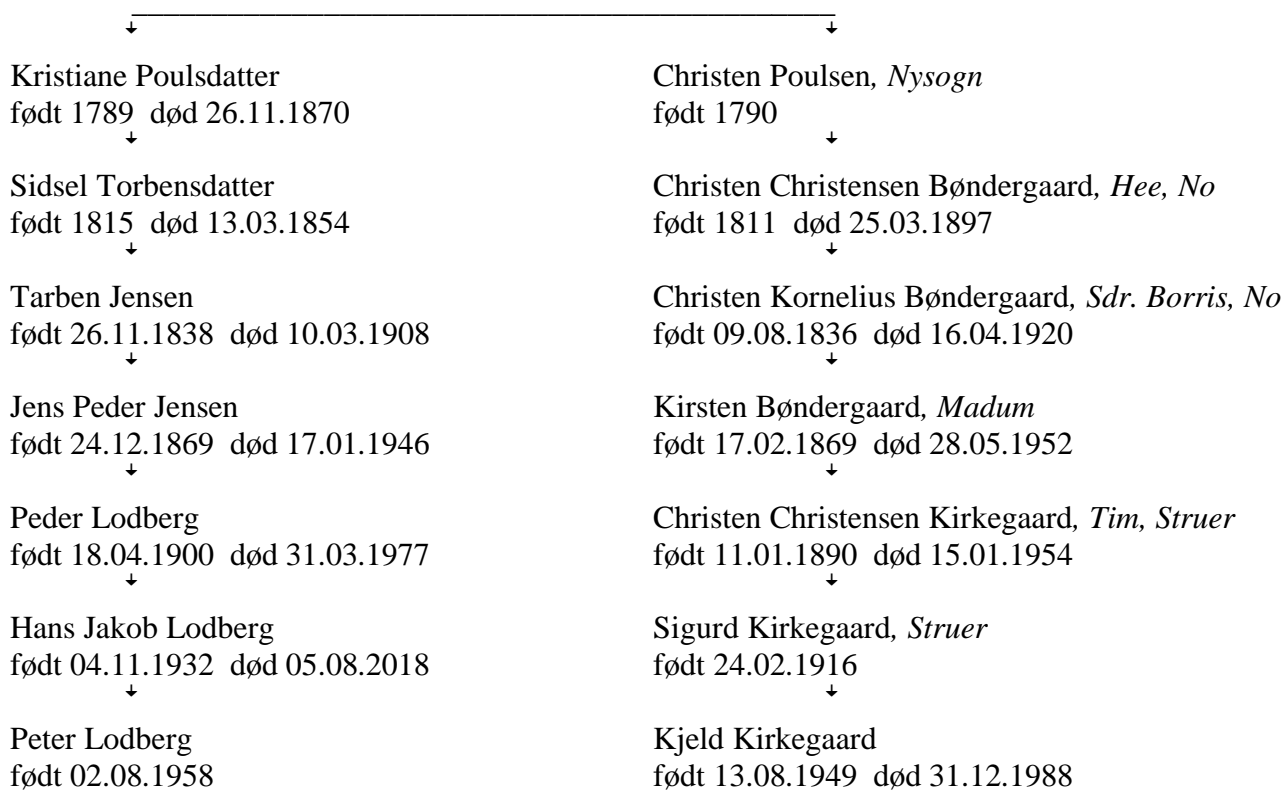 Kristiane Poulsdatter
født 1789 død 26.11.1870
Sidsel Torbensdatter
født 1815 død 13.03.1854
Tarben Jensen
født 26.11.1838 død 10.03.1908
Jens Peder Jensen
født 24.12.1869 død 17.01.1946
Peder Lodberg
født 18.04.1900 død 31.03.1977
Hans Jakob Lodberg
født 04.11.1932 død 05.08.2018
Peter Lodberg
født 02.08.1958
Christen Poulsen, Nysogn
født 1790
Christen Christensen Bøndergaard, Hee, No
født 1811 død 25.03.1897
Christen Kornelius Bøndergaard, Sdr. Borris, No
født 09.08.1836 død 16.04.1920
Kirsten Bøndergaard, Madum
født 17.02.1869 død 28.05.1952
Christen Christensen Kirkegaard, Tim, Struer
født 11.01.1890 død 15.01.1954
Sigurd Kirkegaard, Struer
født 24.02.1916
Kjeld Kirkegaard
født 13.08.1949 død 31.12.1988